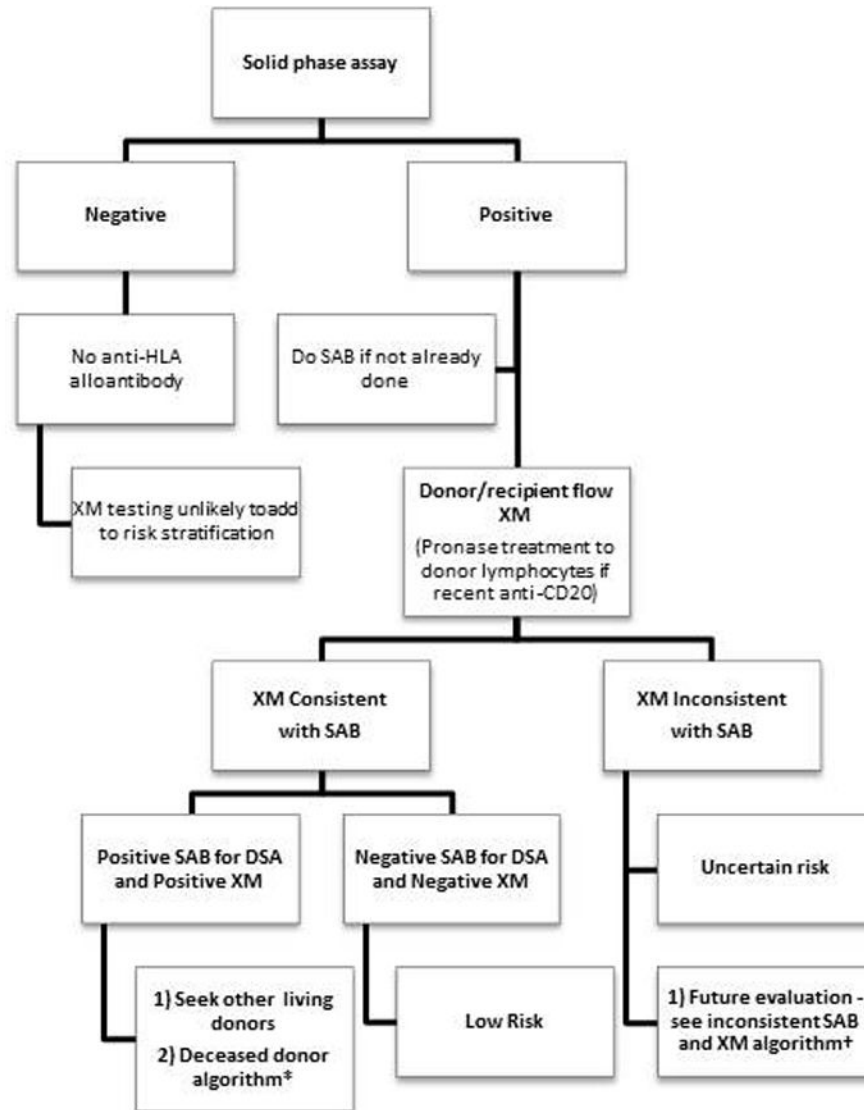 Solid phase assay
Negative
Positive
No anti-HLA
alloantibody
Do SAB if not already
done
XM testing unlikely toadd
to risk stratification
Donor/recipient flow
XM
(Pronase treatment to
donor lymphocytes if
recent anti-CD20)
XM Consistent
with SAB
XM Inconsistent
with SAB
Positive SAB for DSA
and Positive XM
Negative SAB for DSA
and Negative XM
Uncertain risk
1) Seek other living
donors
2) Deceased donor
algorithm*
Low Risk
1) Future evaluation -
see inconsistent SAB
and XM algorithm+